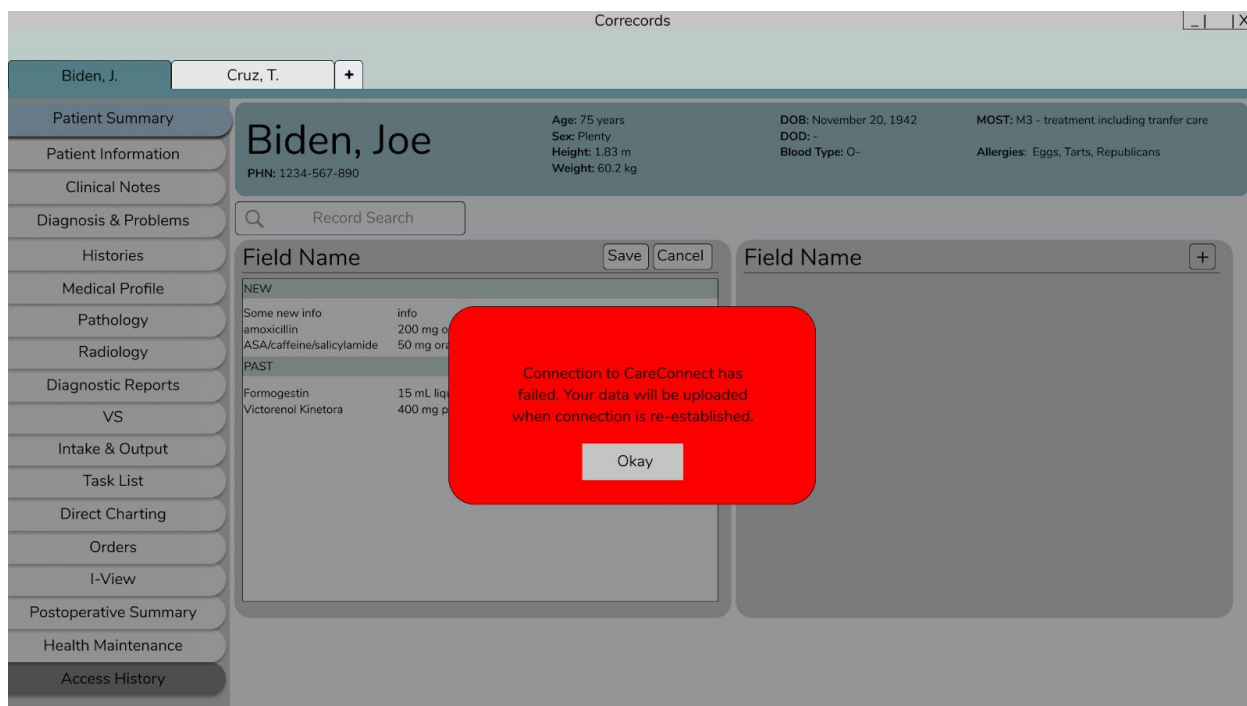 Correcords
_| |X
Biden, J.
Cruz, T.
+
Patient Summary
Patient Information
Clinical Notes
Diagnosis & Problems
Histories
Medical Profile
Pathology
Radiology
Diagnostic Reports
VS
Intake & Output
Task List
Direct Charting
Orders
I-View
Postoperative Summary
Health Maintenance
Access History
Biden, Joe
PHN: 1234-567-890
Age: 75 years
Sex: Plenty
Height: 1.83 m
Weight: 60.2 kg
DOB: November 20, 1942
DOD: -
Blood Type: O-
MOST: M3 - treatment including tranfer care
Allergies: Eggs, Tarts, Republicans
Record Search
Field Name
Save
Cancel
NEW
Some new info info
amoxicillin 200 mg o
ASA/caffeine/salicylamide 50 mg ora
PAST
Formogestin 15 mL liq
Victorenol Kinetora 400 mg p
Field Name
+
Connection to CareConnect has
failed. Your data will be uploaded
when connection is re-established.
Okay